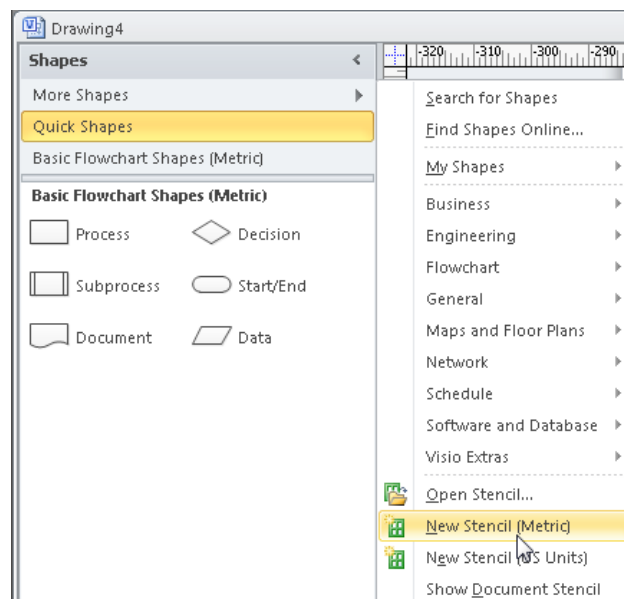 Drawing4
Shapes
More Shapes
Quick Shapes
Basic Flowchart Shapes (Metric)
Basic Flowchart Shapes (Metric)
Process Decision
Subprocess Start/End
Document Data
-320 -310 -300 -290
Search for Shapes
Find Shapes Online...
My Shapes
Business
Engineering
Flowchart
General
Maps and Floor Plans
Network
Schedule
Software and Database
Visio Extras
Open Stencil...
New Stencil (Metric)
New Stencil (US Units)
Show Document Stencil